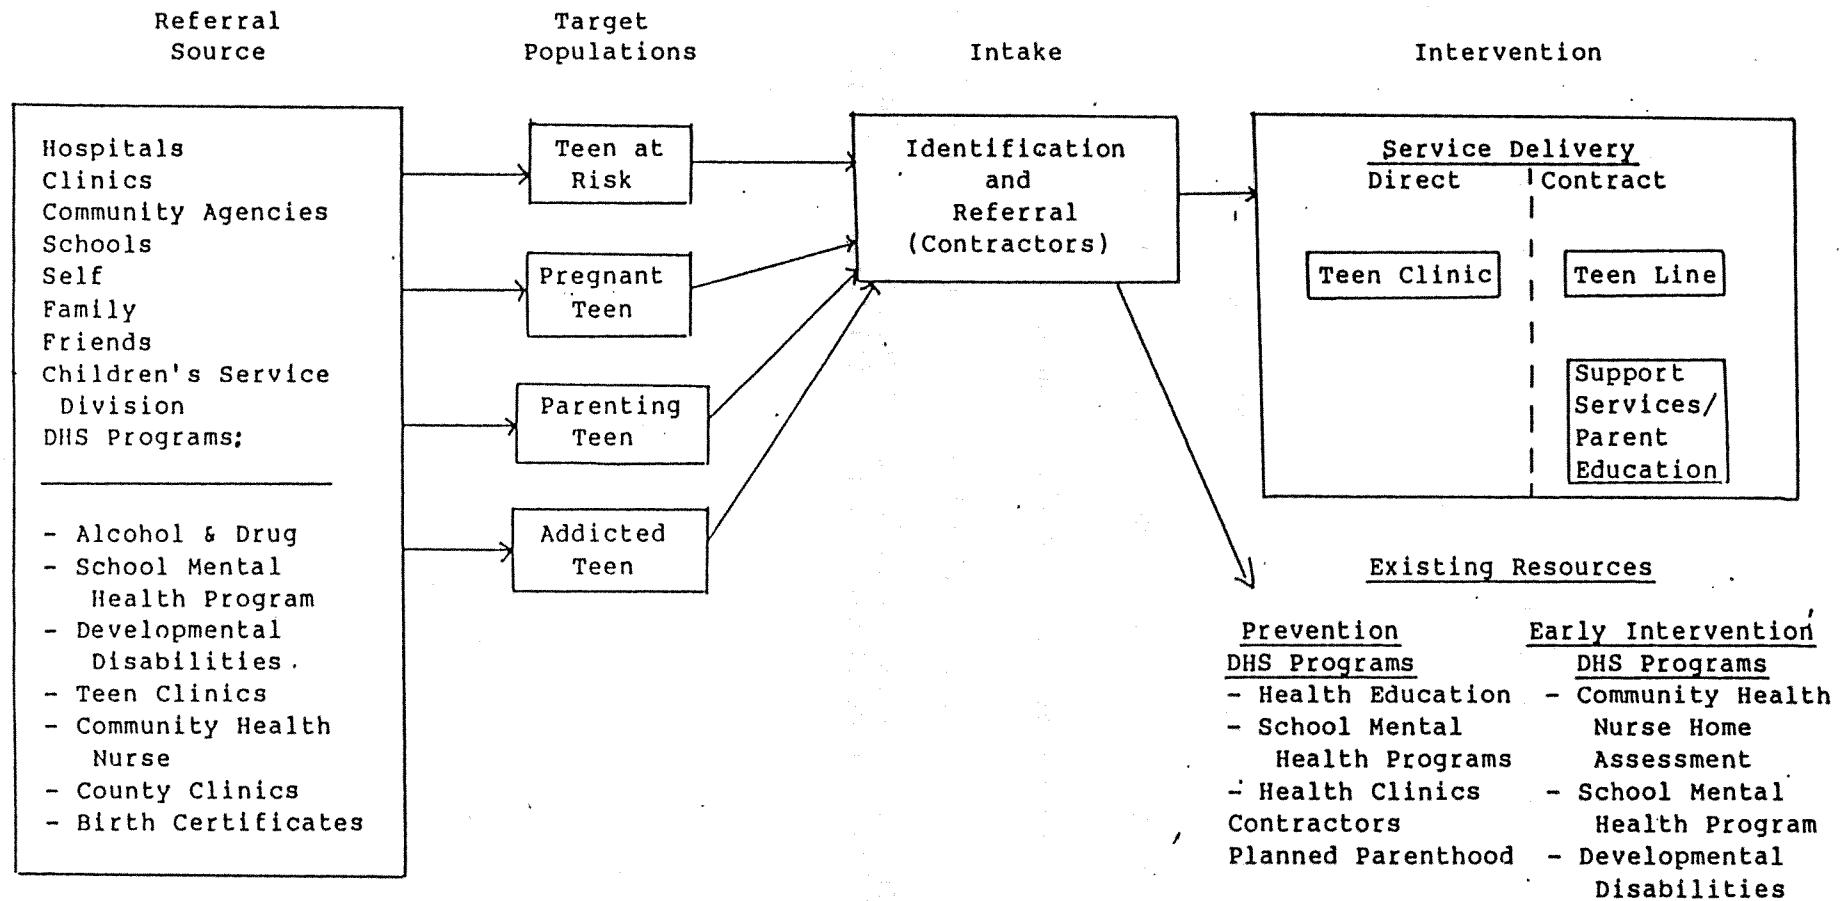 Referral
Source
Target
Populations
Intake
Intervention
Hospitals
Clinics
Community Agencies
Schools
Self
Family
Friends
Children's Service
Division
DHS Programs:
- Alcohol & Drug
- School Mental
Health Program
- Developmental
Disabilities
- Teen Clinics
- Community Health
Nurse
- County Clinics
- Birth Certificates
Teen at
Risk
Pregnant
Teen
Parenting
Teen
Addicted
Teen
Identification
and
Referral
(Contractors)
Service Delivery
Direct
Contract
Teen Clinic
Teen Line
Support
Services/
Parent
Education
Existing Resources
Prevention
DHS Programs
- Health Education
- School Mental
Health Programs
- Health Clinics
Contractors
Planned Parenthood
Early Intervention
DHS Programs
- Community Health
Nurse Home
Assessment
- School Mental
Health Program
- Developmental
Disabilities